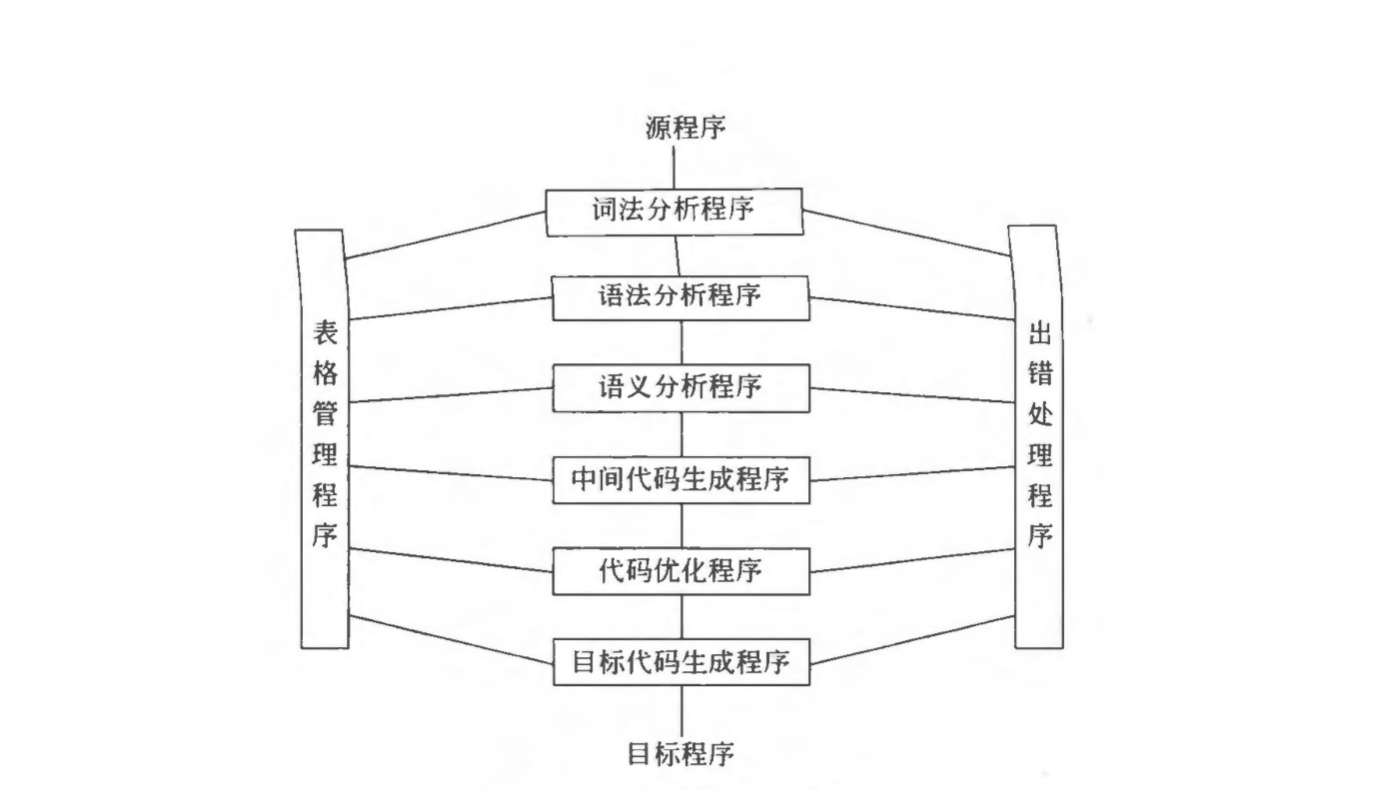 源程序
词法分析程序
语法分析程序
语义分析程序
中间代码生成程序
代码优化程序
目标代码生成程序
目标程序
表格管理程序
出错处理程序